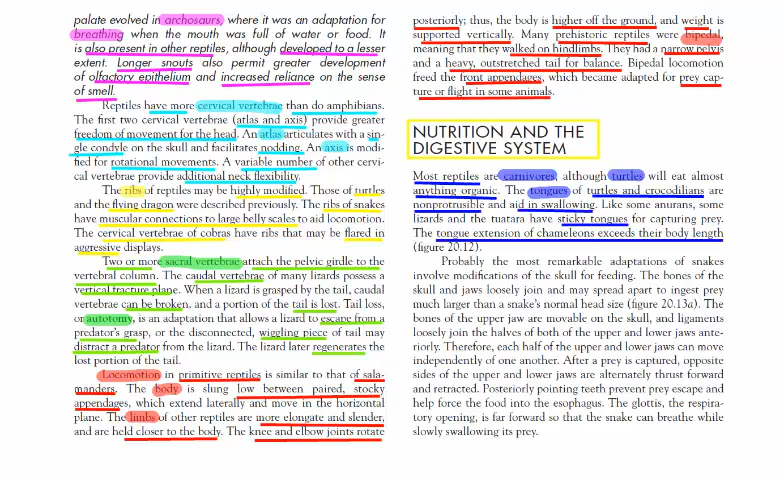 palate evolved in archosaurs, where it was an adaptation for
breathing when the mouth was full of water or food. It
is also present in other reptiles, although developed to a lesser
extent. Longer snouts also permit greater development
of olfactory epithelium and increased reliance on the sense
of smell.
Reptiles have more cervical vertebrae than do amphibians.
The first two cervical vertebrae (atlas and axis) provide greater
freedom of movement for the head. An atlas articulates with a sin-
gle condyle on the skull and facilitates nodding. An axis is modi-
fied for rotational movements. A variable number of other cervi-
cal vertebrae provide additional neck flexibility.
The ribs of reptiles may be highly modified. Those of turtles
and the flying dragon were described previously. The ribs of snakes
have muscular connections to large belly scales to aid locomotion.
The cervical vertebrae of cobras have ribs that may be flared in
aggressive displays.
Two or more sacral vertebrae attach the pelvic girdle to the
vertebral column. The caudal vertebrae of many lizards possess a
vertical fracture plane. When a lizard is grasped by the tail, caudal
vertebrae can be broken, and a portion of the tail is lost. Tail loss,
or autotomy, is an adaptation that allows a lizard to escape from a
predator's grasp, or the disconnected, wiggling piece of tail may
distract a predator from the lizard. The lizard later regenerates the
lost portion of the tail.
Locomotion in primitive reptiles is similar to that of sala-
manders. The body is slung low between paired, stocky
appendages, which extend laterally and move in the horizontal
plane. The limbs of other reptiles are more elongate and slender,
and are held closer to the body. The knee and elbow joints rotate
posteriorly; thus, the body is higher off the ground, and weight is
supported vertically. Many prehistoric reptiles were bipedal,
meaning that they walked on hindlimbs. They had a narrow pelvis
and a heavy, outstretched tail for balance. Bipedal locomotion
freed the front appendages, which became adapted for prey cap-
ture or flight in some animals.
NUTRITION AND THE
DIGESTIVE SYSTEM
Most reptiles are carnivores, although turtles will eat almost
anything organic. The tongues of turtles and crocodilians are
nonprotrusible and aid in swallowing. Like some anurans, some
lizards and the tuatara have sticky tongues for capturing prey.
The tongue extension of chameleons exceeds their body length
(figure 20.12).
Probably the most remarkable adaptations of snakes
involve modifications of the skull for feeding. The bones of the
skull and jaws loosely join and may spread apart to ingest prey
much larger than a snake's normal head size (figure 20.13a). The
bones of the upper jaw are movable on the skull, and ligaments
loosely join the halves of both of the upper and lower jaws ante-
riorly. Therefore, each half of the upper and lower jaws can move
independently of one another. After a prey is captured, opposite
sides of the upper and lower jaws are alternately thrust forward
and retracted. Posteriorly pointing teeth prevent prey escape and
help force the food into the esophagus. The glottis, the respira-
tory opening, is far forward so that the snake can breathe while
slowly swallowing its prey.